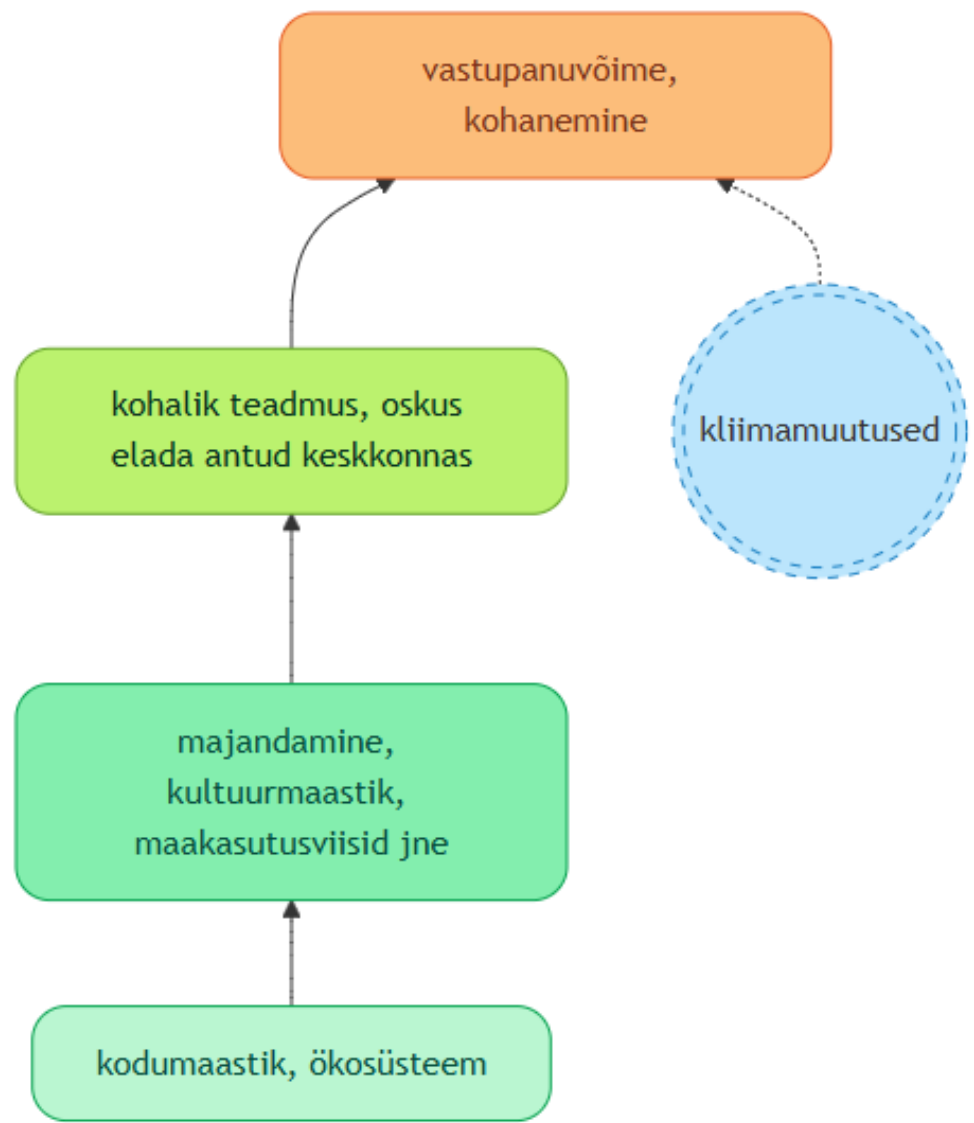 vastupanuvõime,
kohanemine
kohalik teadmus, oskus
elada antud keskkonnas
kliimamuutused
majandamine,
kultuurmaastik,
maakasutusviisid jne
kodumaastik, ökosüsteem